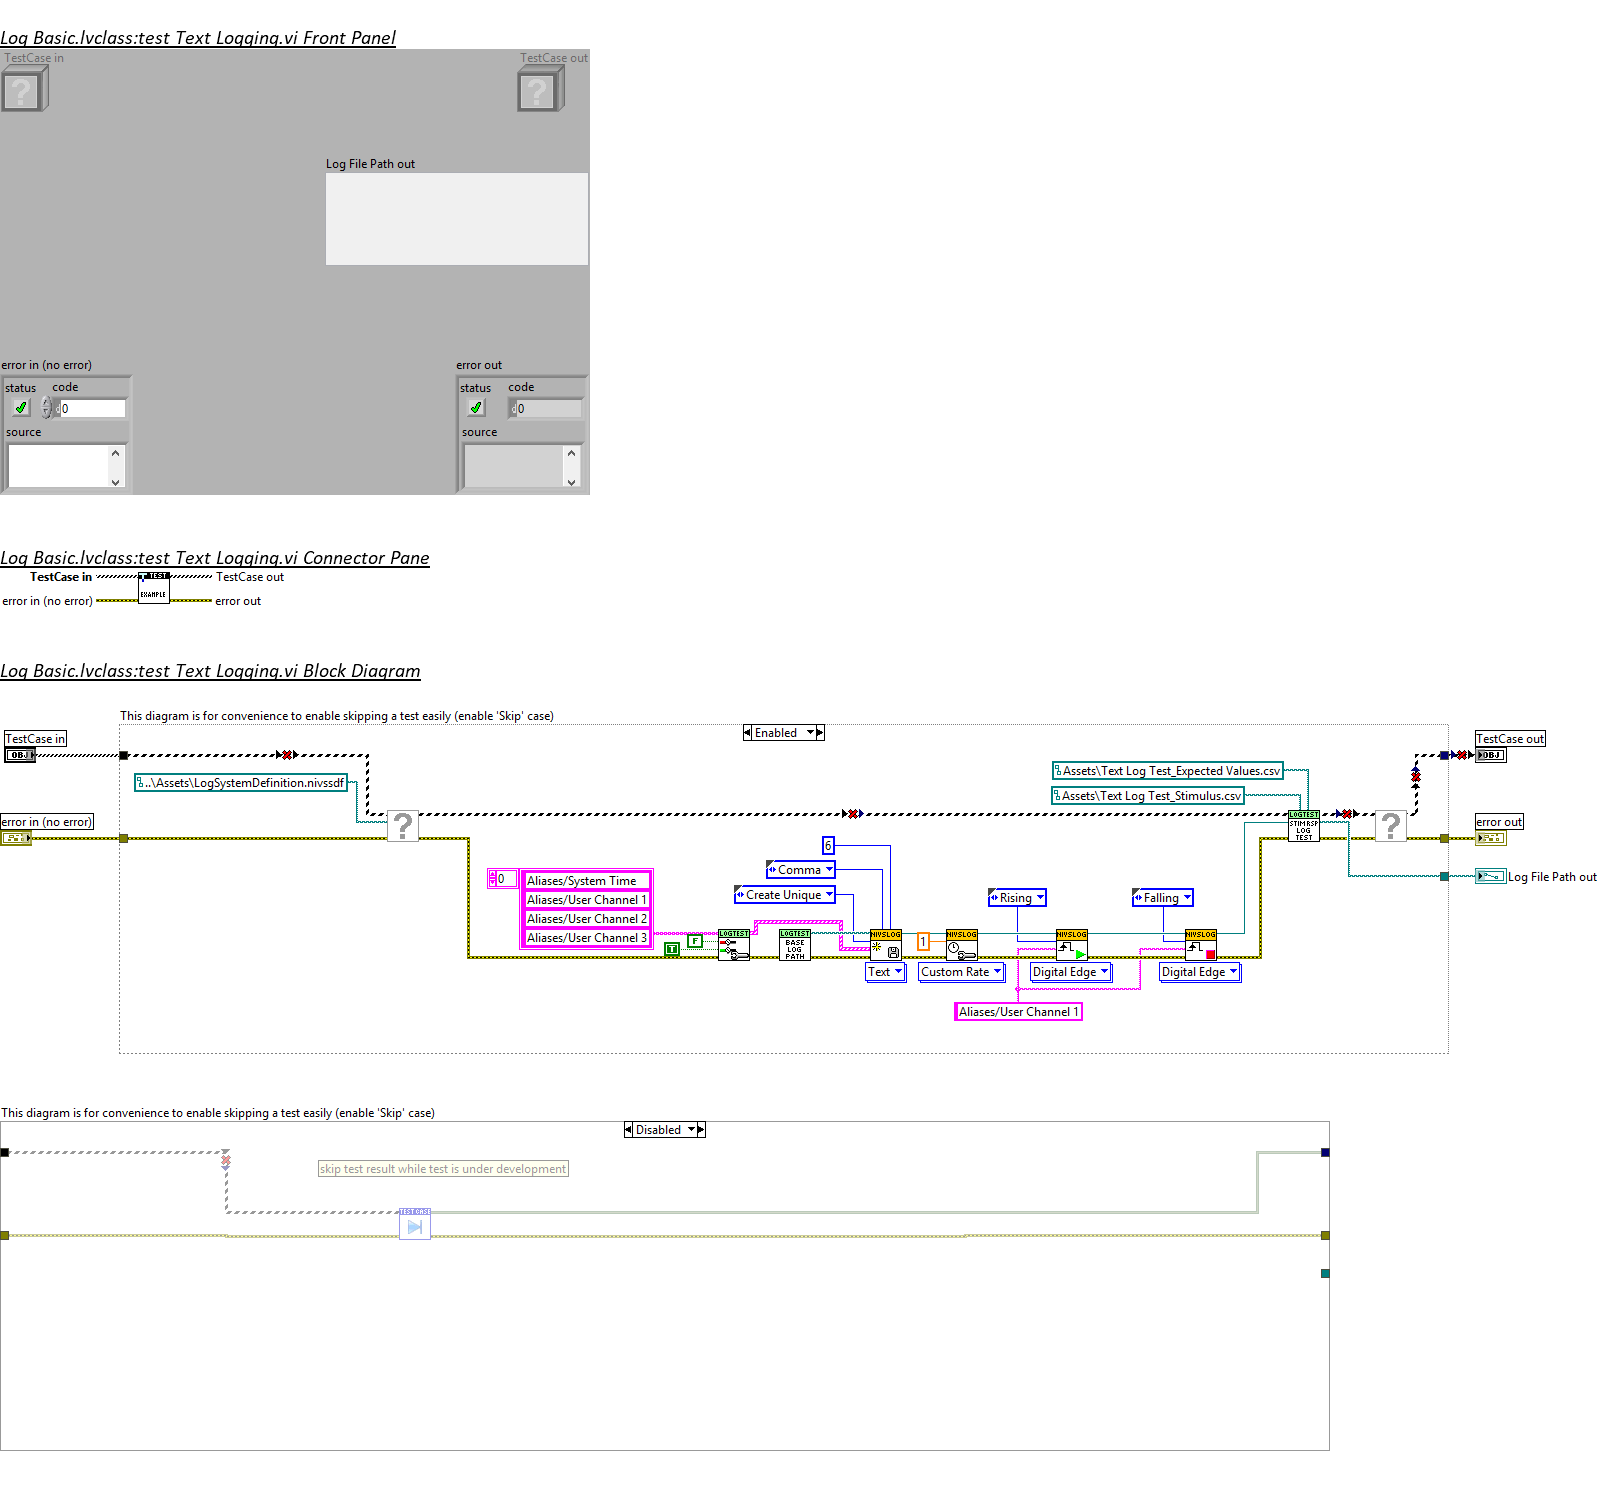 Log Basic.lvclass:test Text Logging.vi Front Panel
TestCase in
TestCase out
?
?
Log File Path out
error in (no error)
error out
status code
status code
d0
d0
source
source
Log Basic.lvclass:test Text Logging.vi Connector Pane
TestCase in
TestCase out
TEST
EXAMPLE
error in (no error)
error out
Log Basic.lvclass:test Text Logging.vi Block Diagram
This diagram is for convenience to enable skipping a test easily (enable 'Skip' case)
Enabled
TestCase in
TestCase out
OBJ
OBJ
Assets\Text Log Test_Expected Values.csv
..\Assets\LogSystemDefinition.nivssdf
Assets\Text Log Test_Stimulus.csv
error in (no error)
?
LOGTEST
STIM RSP
LOG
TEST
?
error out
6
Comma
Log File Path out
0
Aliases/System Time
Aliases/User Channel 1
Aliases/User Channel 2
Aliases/User Channel 3
Create Unique
Rising
Falling
T
F
LOGTEST
LOGTEST
BASE
LOG
PATH
NIVSLOG
1
NIVSLOG
NIVSLOG
NIVSLOG
Text
Custom Rate
Digital Edge
Digital Edge
Aliases/User Channel 1
This diagram is for convenience to enable skipping a test easily (enable 'Skip' case)
Disabled
skip test result while test is under development
TEST CASE